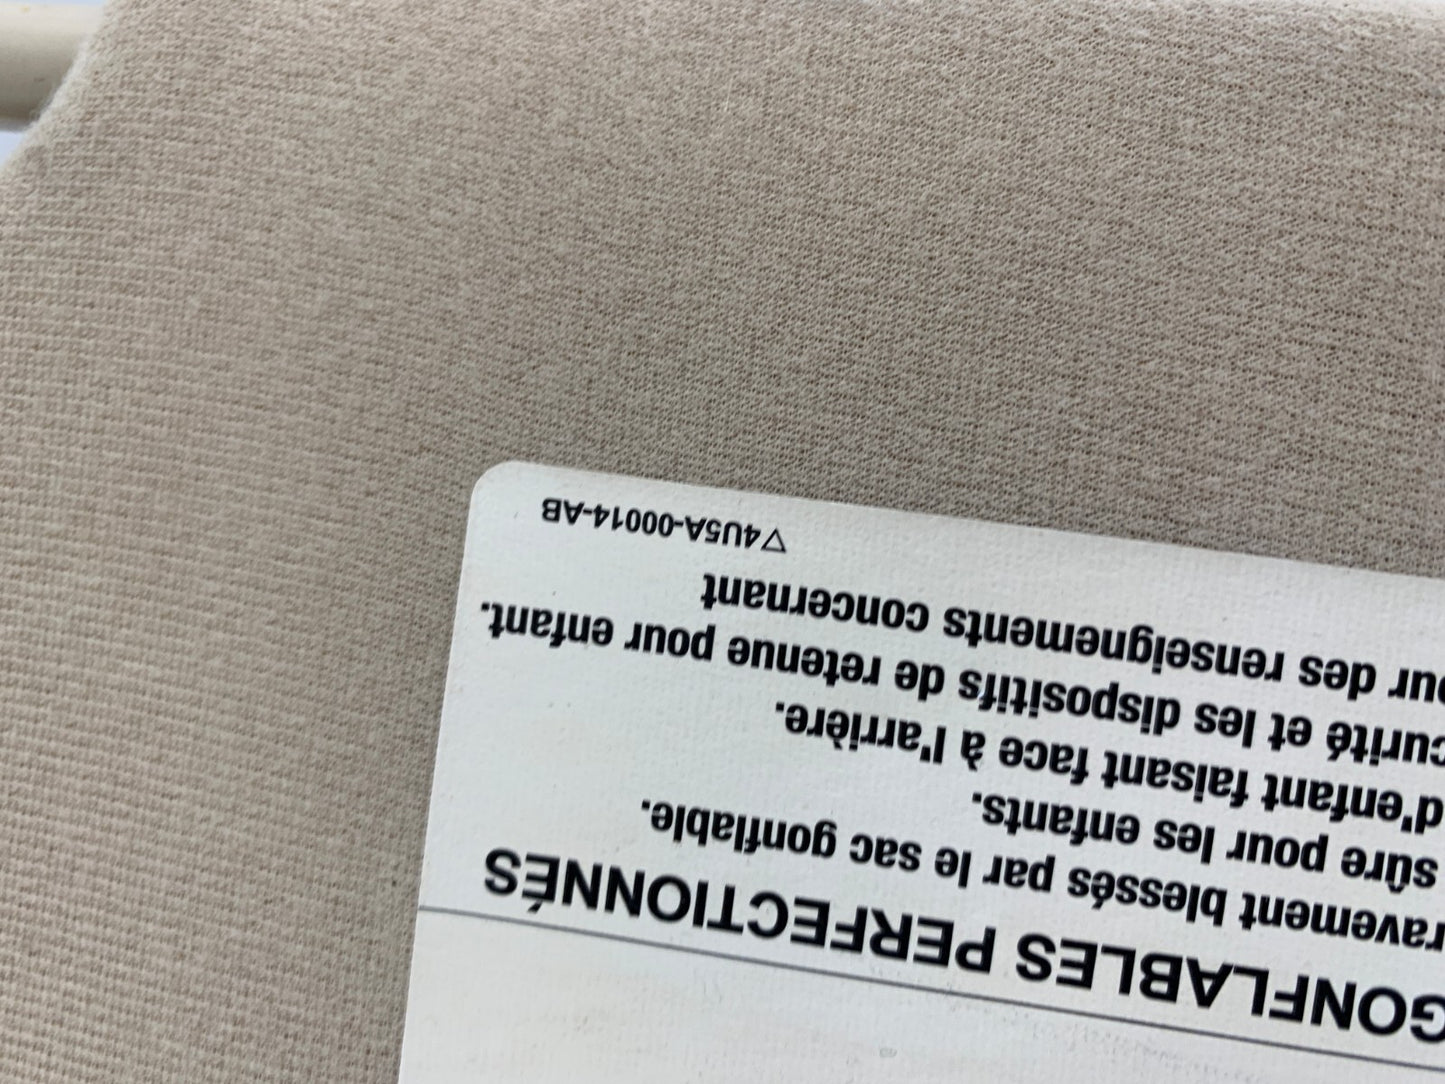 GONFLABLES PERFECTIONNÉS
ravement blessés par le sac gonflable.
sûre pour les enfants.
d'enfant faisant face à l'arrière.
curité et les dispositifs de retenue pour enfant.
our des renseignements concernant
▽4U5A-00014-AB